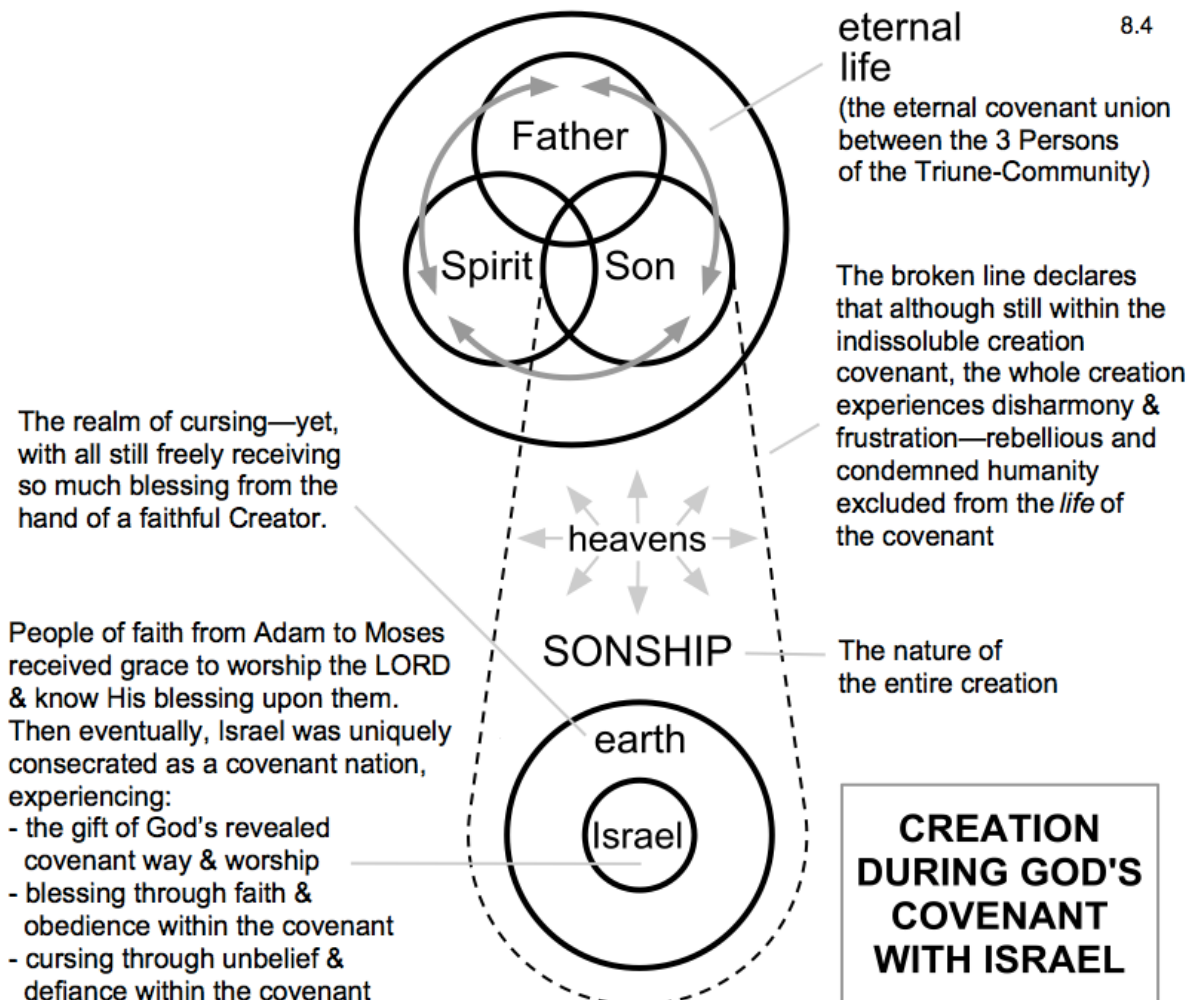 eternal
life
8.4
(the eternal covenant union
between the 3 Persons
of the Triune-Community)
Father
Spirit
Son
The broken line declares
that although still within the
indissoluble creation
covenant, the whole creation
experiences disharmony &
frustration—rebellious and
condemned humanity
excluded from the life of
the covenant
The realm of cursing—yet,
with all still freely receiving
so much blessing from the
hand of a faithful Creator.
heavens
SONSHIP
The nature of
the entire creation
People of faith from Adam to Moses
received grace to worship the LORD
& know His blessing upon them.
Then eventually, Israel was uniquely
consecrated as a covenant nation,
experiencing:
- the gift of God's revealed
covenant way & worship
- blessing through faith &
obedience within the covenant
- cursing through unbelief &
defiance within the covenant
earth
Israel
CREATION
DURING GOD'S
COVENANT
WITH ISRAEL